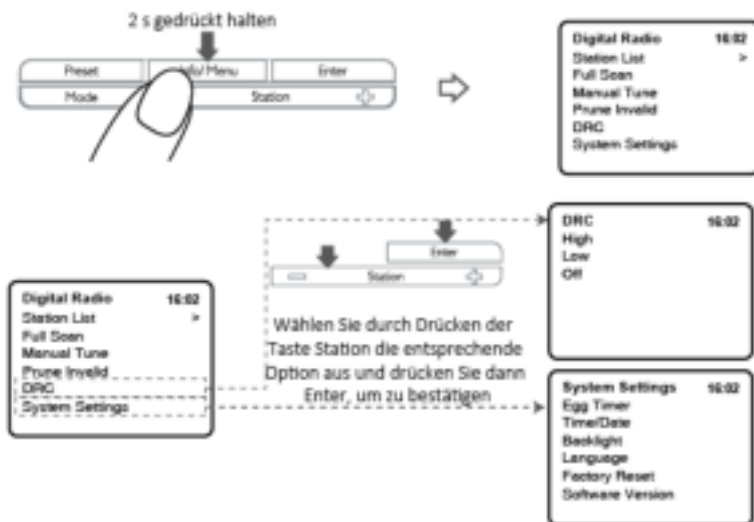 2 s gedrückt halten
Preset Info/Menu Enter
Mode Station
Digital Radio 16:02
Station List >
Full Scan
Manual Tune
Prune Invalid
DRC
System Settings
DRC 16:02
High
Low
Off
Enter
Station
Digital Radio 16:02
Station List >
Full Scan
Manual Tune
Prune Invalid
DRC
System Settings
Wählen Sie durch Drücken der
Taste Station die entsprechende
Option aus und drücken Sie dann
Enter, um zu bestätigen
System Settings 16:02
Egg Timer
Time/Date
Backlight
Language
Factory Reset
Software Version